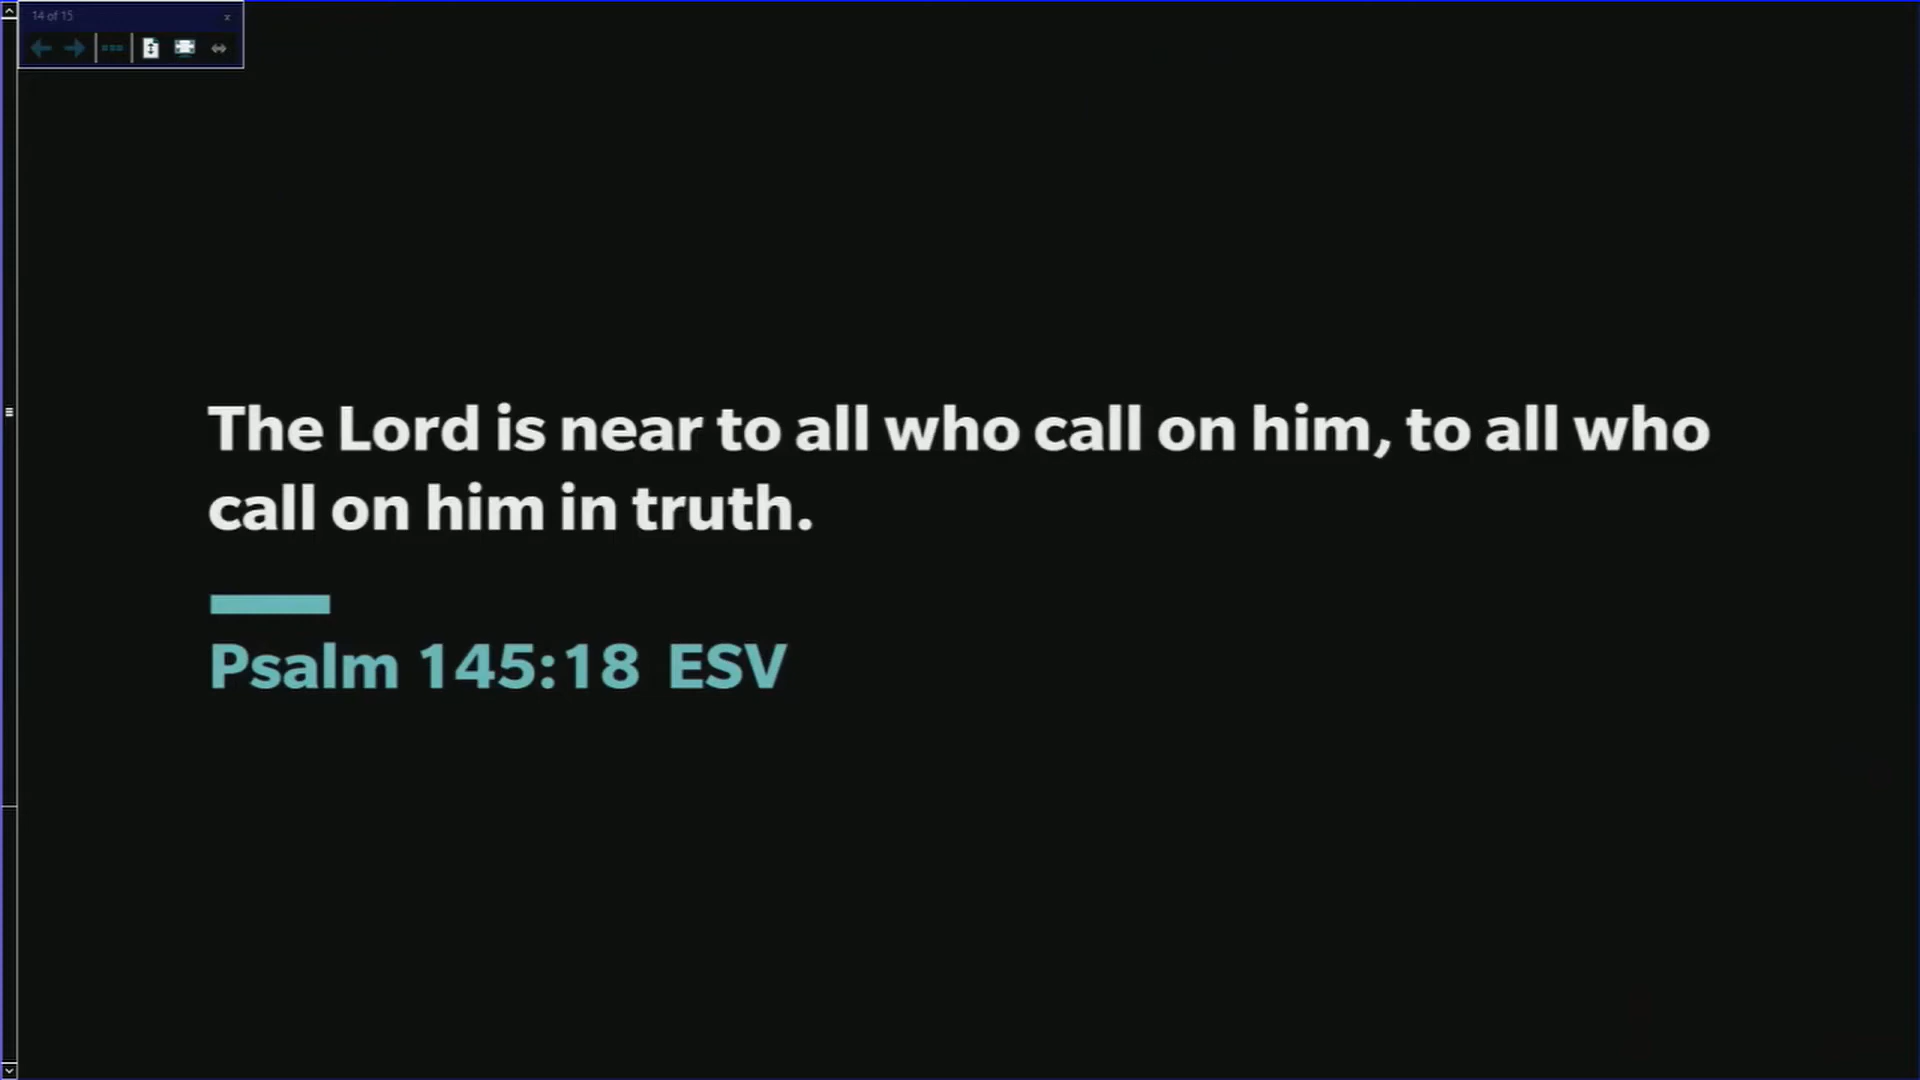 14 of 15
The Lord is near to all who call on him, to all who
call on him in truth.
Psalm 145:18 ESV